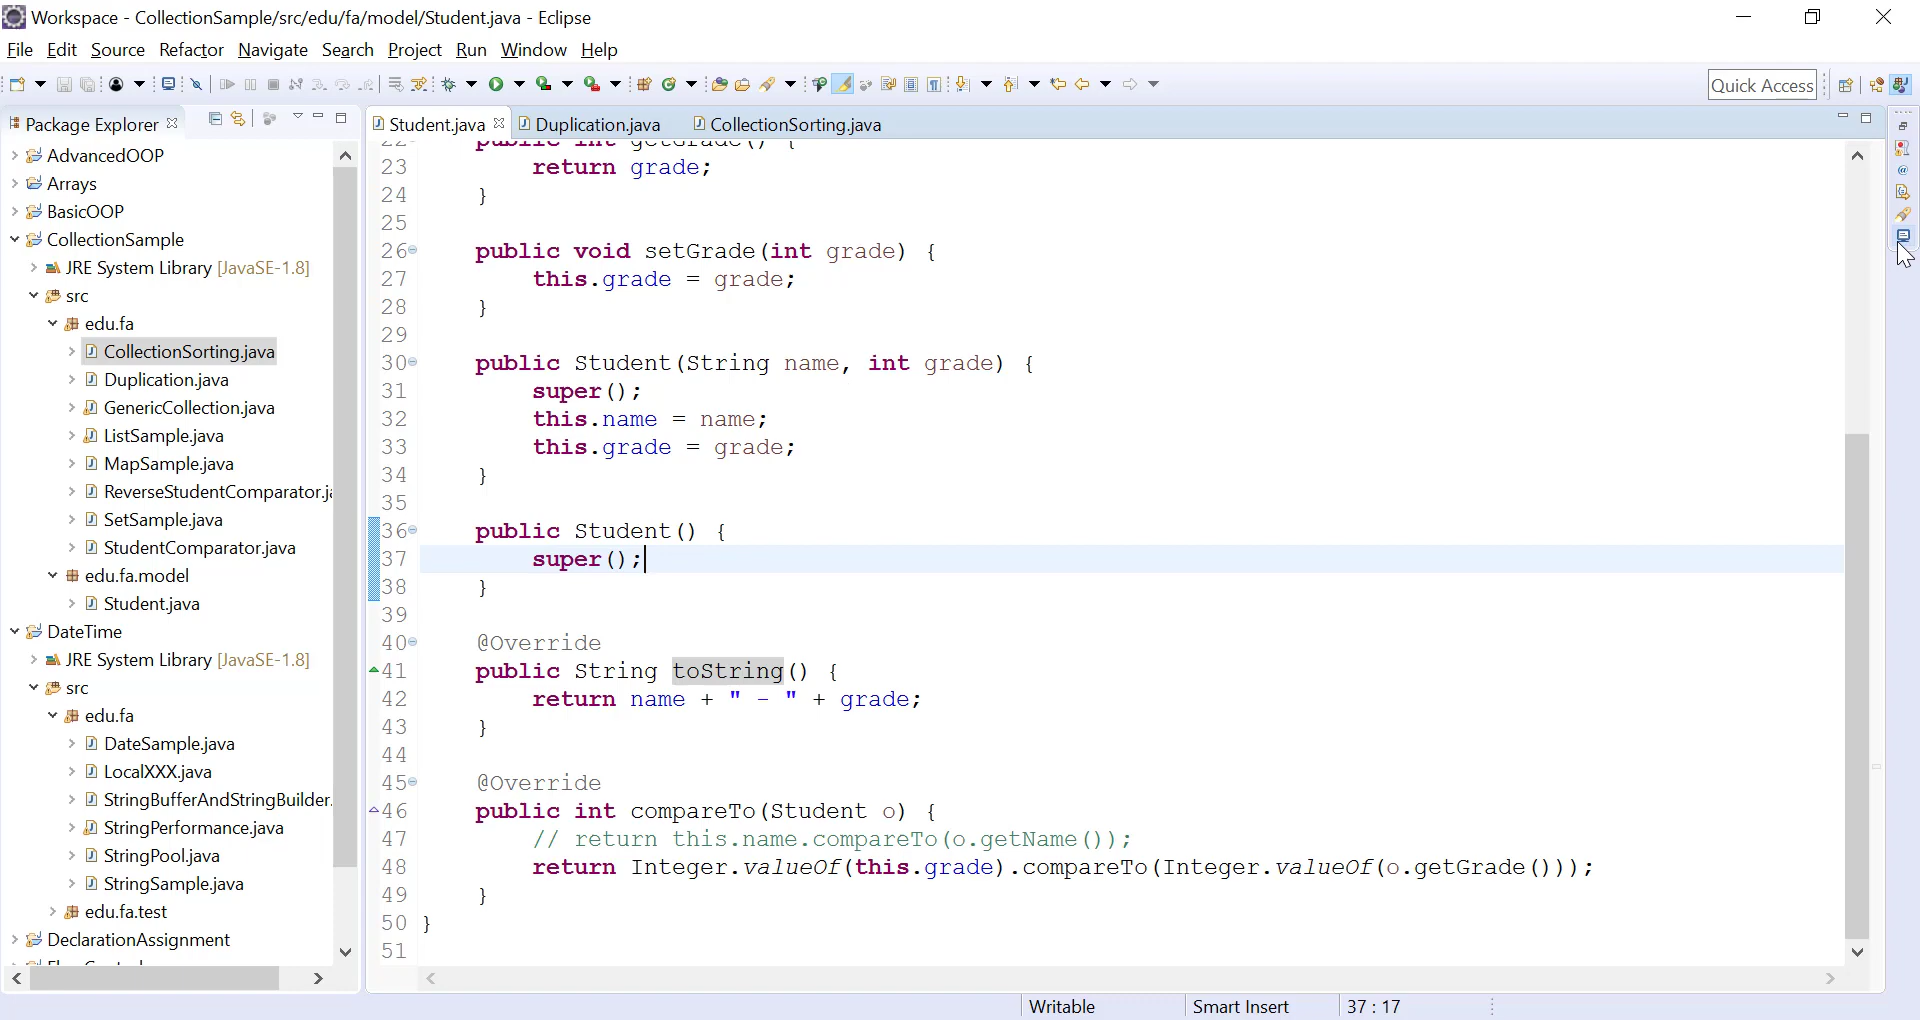 Workspace - CollectionSample/src/edu/fa/model/Student.java - Eclipse
File Edit Source Refactor Navigate Search Project Run Window Help
Quick Access
Package Explorer
Student.java
Duplication.java
CollectionSorting.java
AdvancedOOP
Arrays
BasicOOP
CollectionSample
JRE System Library [JavaSE-1.8]
src
edu.fa
CollectionSorting.java
Duplication.java
GenericCollection.java
ListSample.java
MapSample.java
ReverseStudentComparator.j
SetSample.java
StudentComparator.java
edu.fa.model
Student.java
DateTime
JRE System Library [JavaSE-1.8]
src
edu.fa
DateSample.java
LocalXXX.java
StringBufferAndStringBuilder.
StringPerformance.java
StringPool.java
StringSample.java
edu.fa.test
DeclarationAssignment
22 public int getGrade() {
23 return grade;
24 }
25
26 public void setGrade(int grade) {
27 this.grade = grade;
28 }
29
30 public Student(String name, int grade) {
31 super();
32 this.name = name;
33 this.grade = grade;
34 }
35
36 public Student() {
37 super();
38 }
39
40 @Override
41 public String toString() {
42 return name + " - " + grade;
43 }
44
45 @Override
46 public int compareTo(Student o) {
47 // return this.name.compareTo(o.getName());
48 return Integer.valueOf(this.grade).compareTo(Integer.valueOf(o.getGrade()));
49 }
50 }
51
Writable
Smart Insert
37 : 17